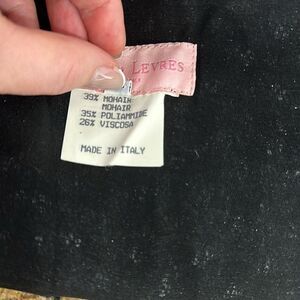 LEVRES
39% MOHAIR
MOHAIR
35% POLIAMMIDE
26% VISCOSA
MADE IN ITALY